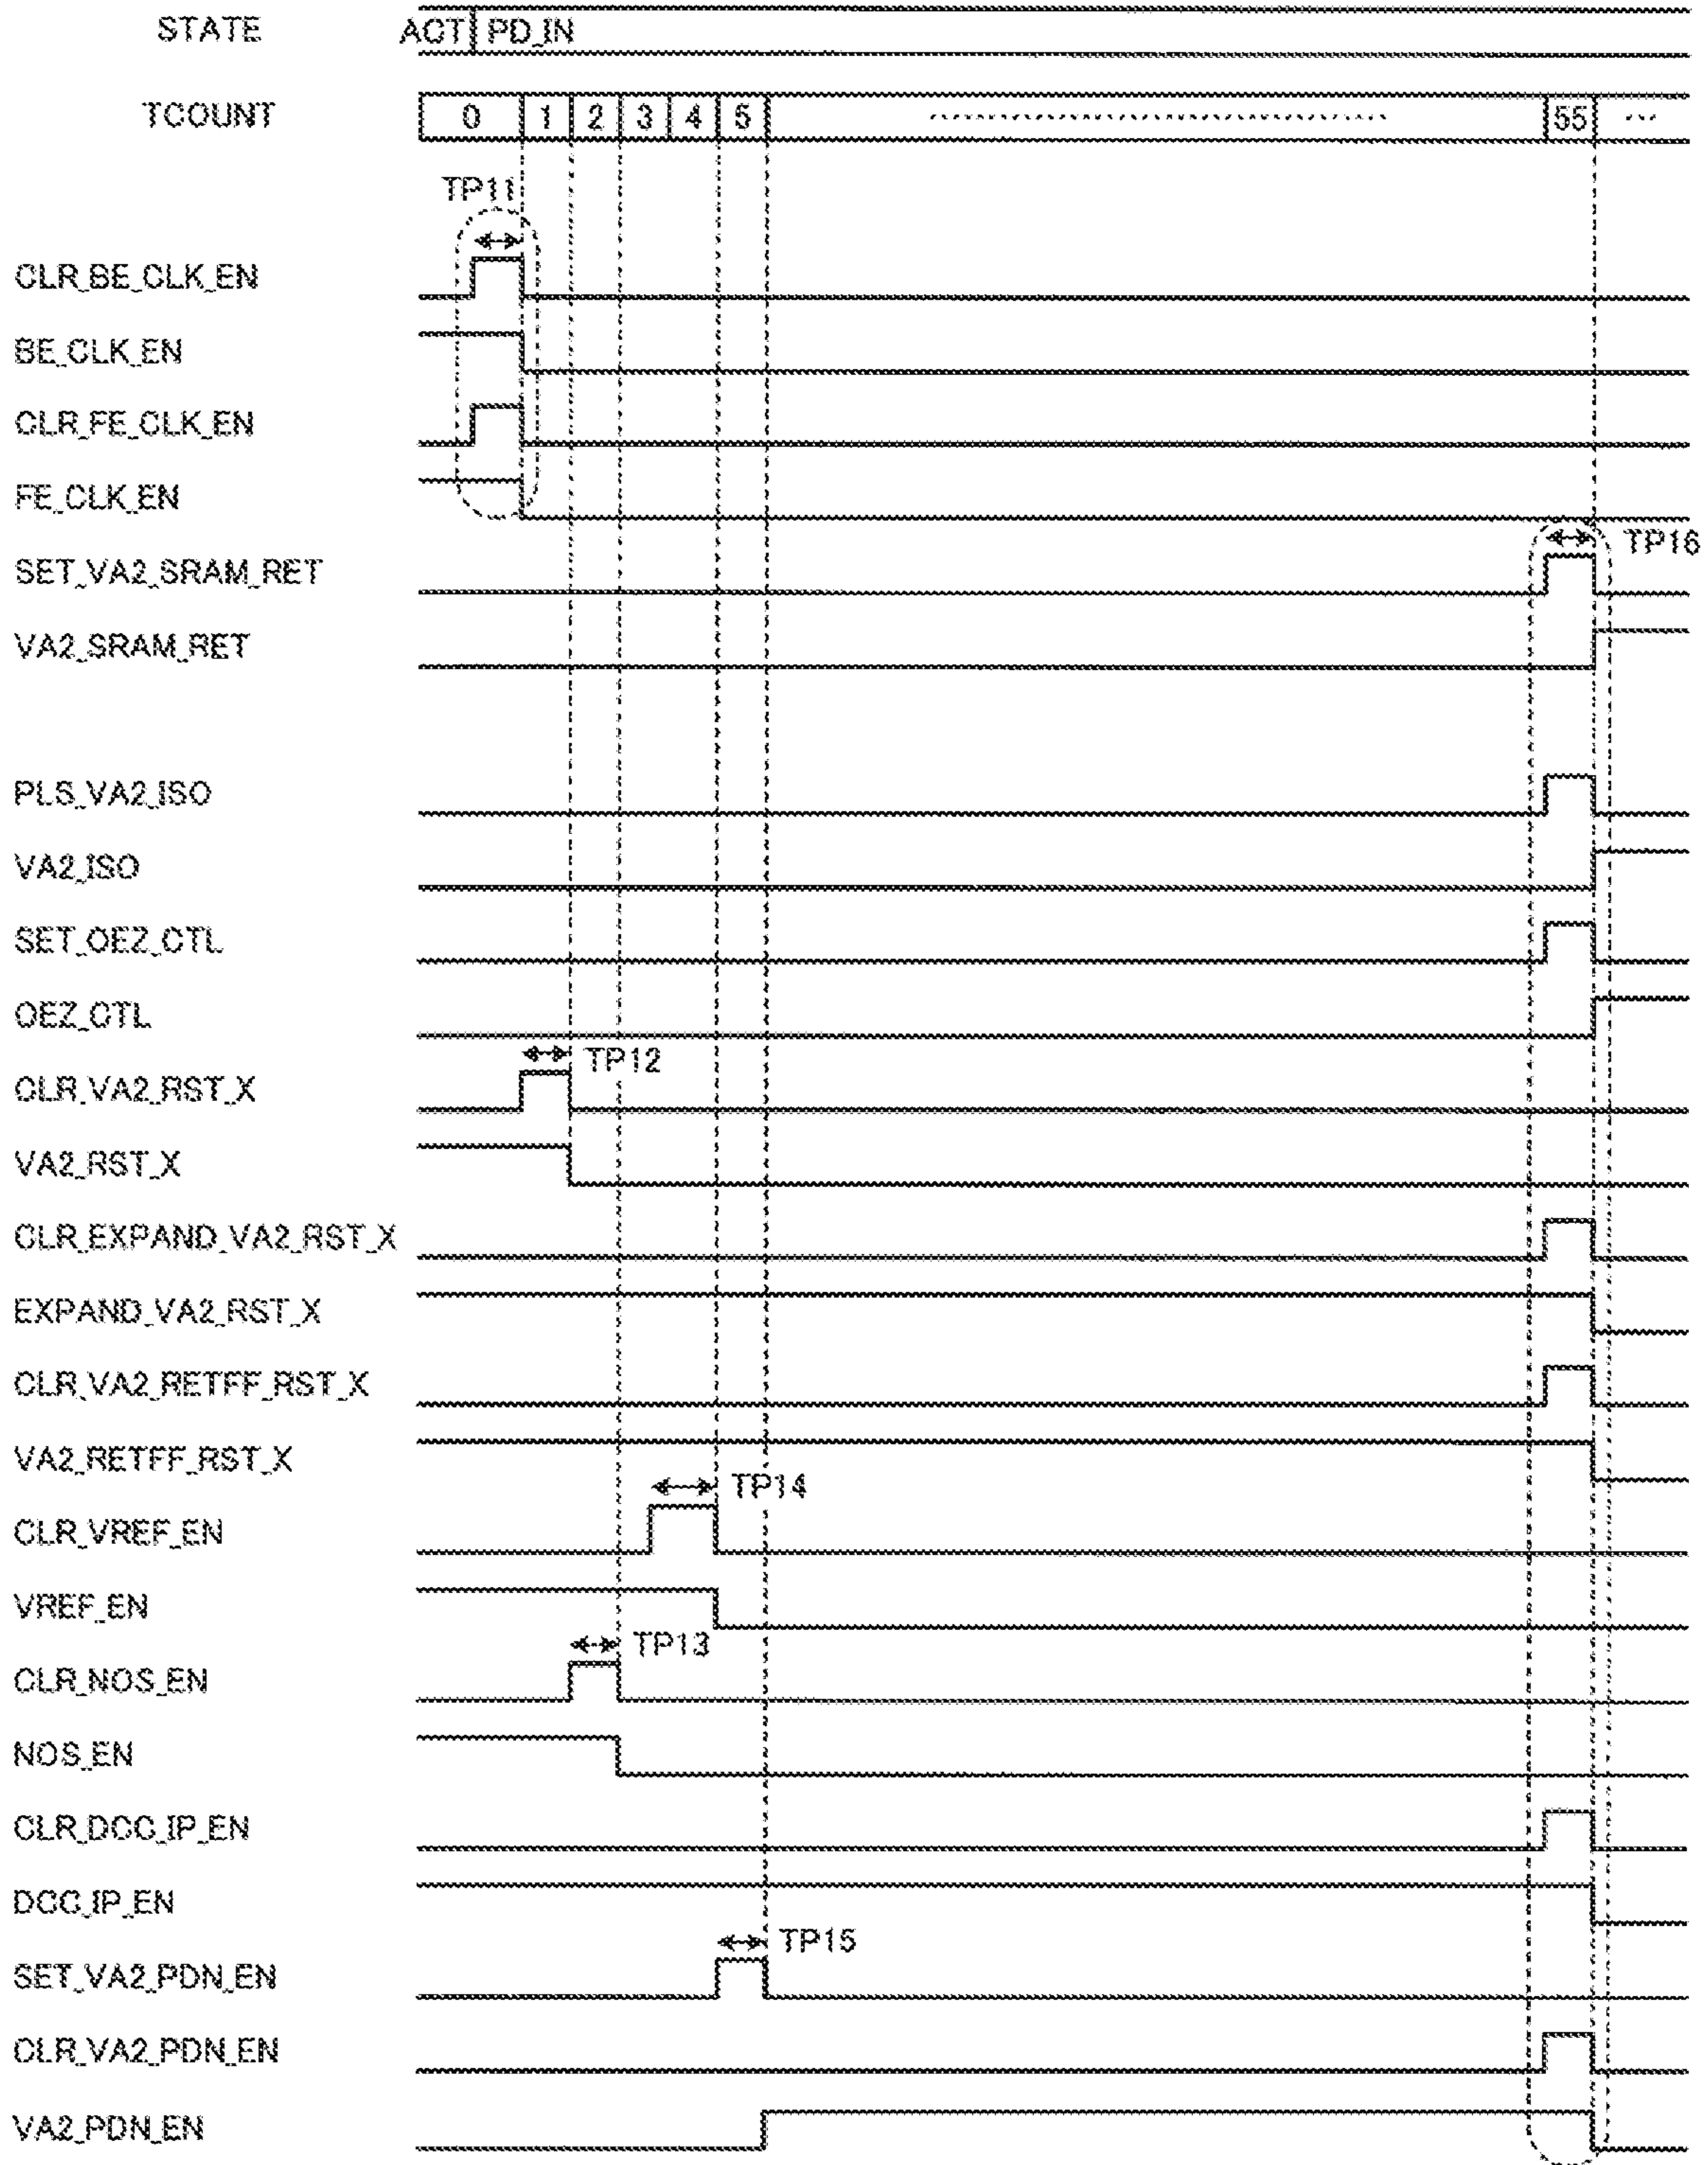 STATE ACT PD_IN
TCOUNT 0 1 2 3 4 5 55
TP11
CLR_BE_CLK_EN
BE_CLK_EN
CLR_FE_CLK_EN
FE_CLK_EN
TP16
SET_VA2_SRAM_RET
VA2_SRAM_RET
PLS_VA2_ISO
VA2_ISO
SET_OEZ_CTL
OEZ_CTL
TP12
CLR_VA2_RST_X
VA2_RST_X
CLR_EXPAND_VA2_RST_X
EXPAND_VA2_RST_X
CLR_VA2_RETFF_RST_X
VA2_RETFF_RST_X
TP14
CLR_VREF_EN
VREF_EN
TP13
CLR_NOS_EN
NOS_EN
CLR_DCC_IP_EN
DCC_IP_EN
TP15
SET_VA2_PDN_EN
CLR_VA2_PDN_EN
VA2_PDN_EN